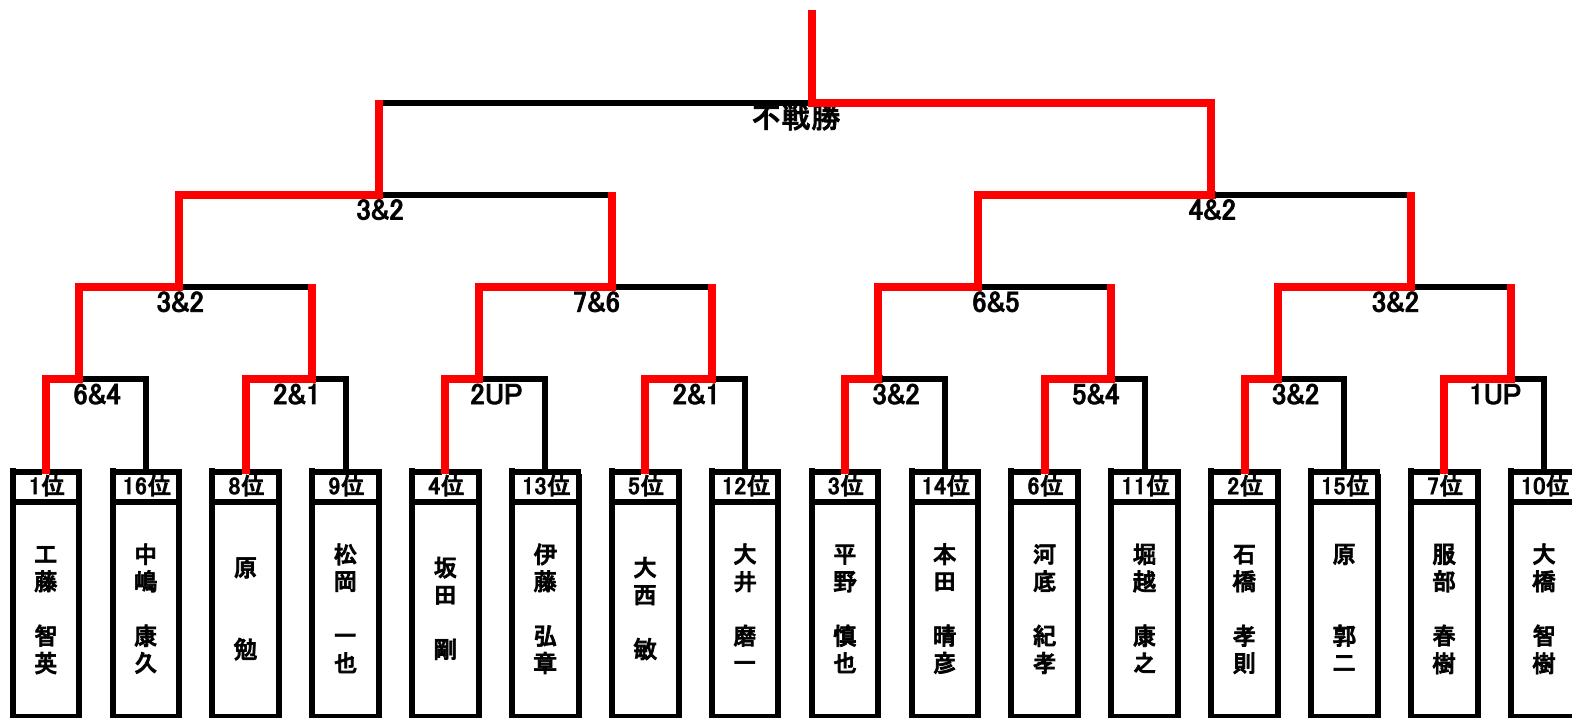 不戦勝
3&2
4&2
3&2
7&6
6&5
3&2
6&4
2&1
2UP
2&1
3&2
5&4
3&2
1UP
1位
16位
8位
9位
4位
13位
5位
12位
3位
14位
6位
11位
2位
15位
7位
10位
工藤 智英
中嶋 康久
原 勉
松岡 一也
坂田 剛
伊藤 弘章
大西 敏
大井 磨一
平野 慎也
本田 晴彦
河底 紀孝
堀越 康之
石橋 孝則
原 郭二
服部 春樹
大橋 智樹